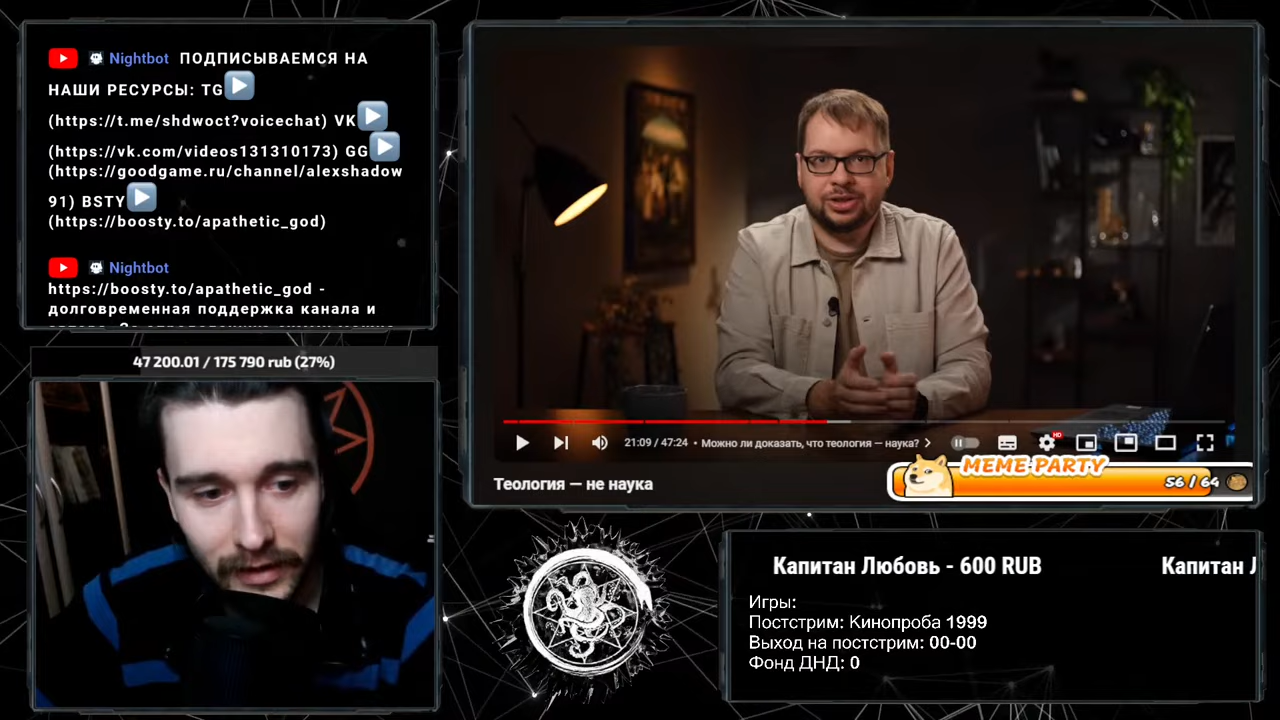 Nightbot ПОДПИСЫВАЕМСЯ НА
НАШИ РЕСУРСЫ: TG
(https://t.me/shdwoct?voicechat) VK
(https://vk.com/videos131310173) GG
(https://goodgame.ru/channel/alexshadow
91) BSTY
(https://boosty.to/apathetic_god)
Nightbot
https://boosty.to/apathetic_god -
долговременная поддержка канала и
47 200.01 / 175 790 rub (27%)
21:09 / 47:24 • Можно ли доказать, что теология — наука?
HD
MEME PARTY
56 / 64
Теология — не наука
Капитан Любовь - 600 RUB
Капитан Л
Игры:
Постстрим: Кинопроба 1999
Выход на постстрим: 00-00
Фонд ДНД: 0